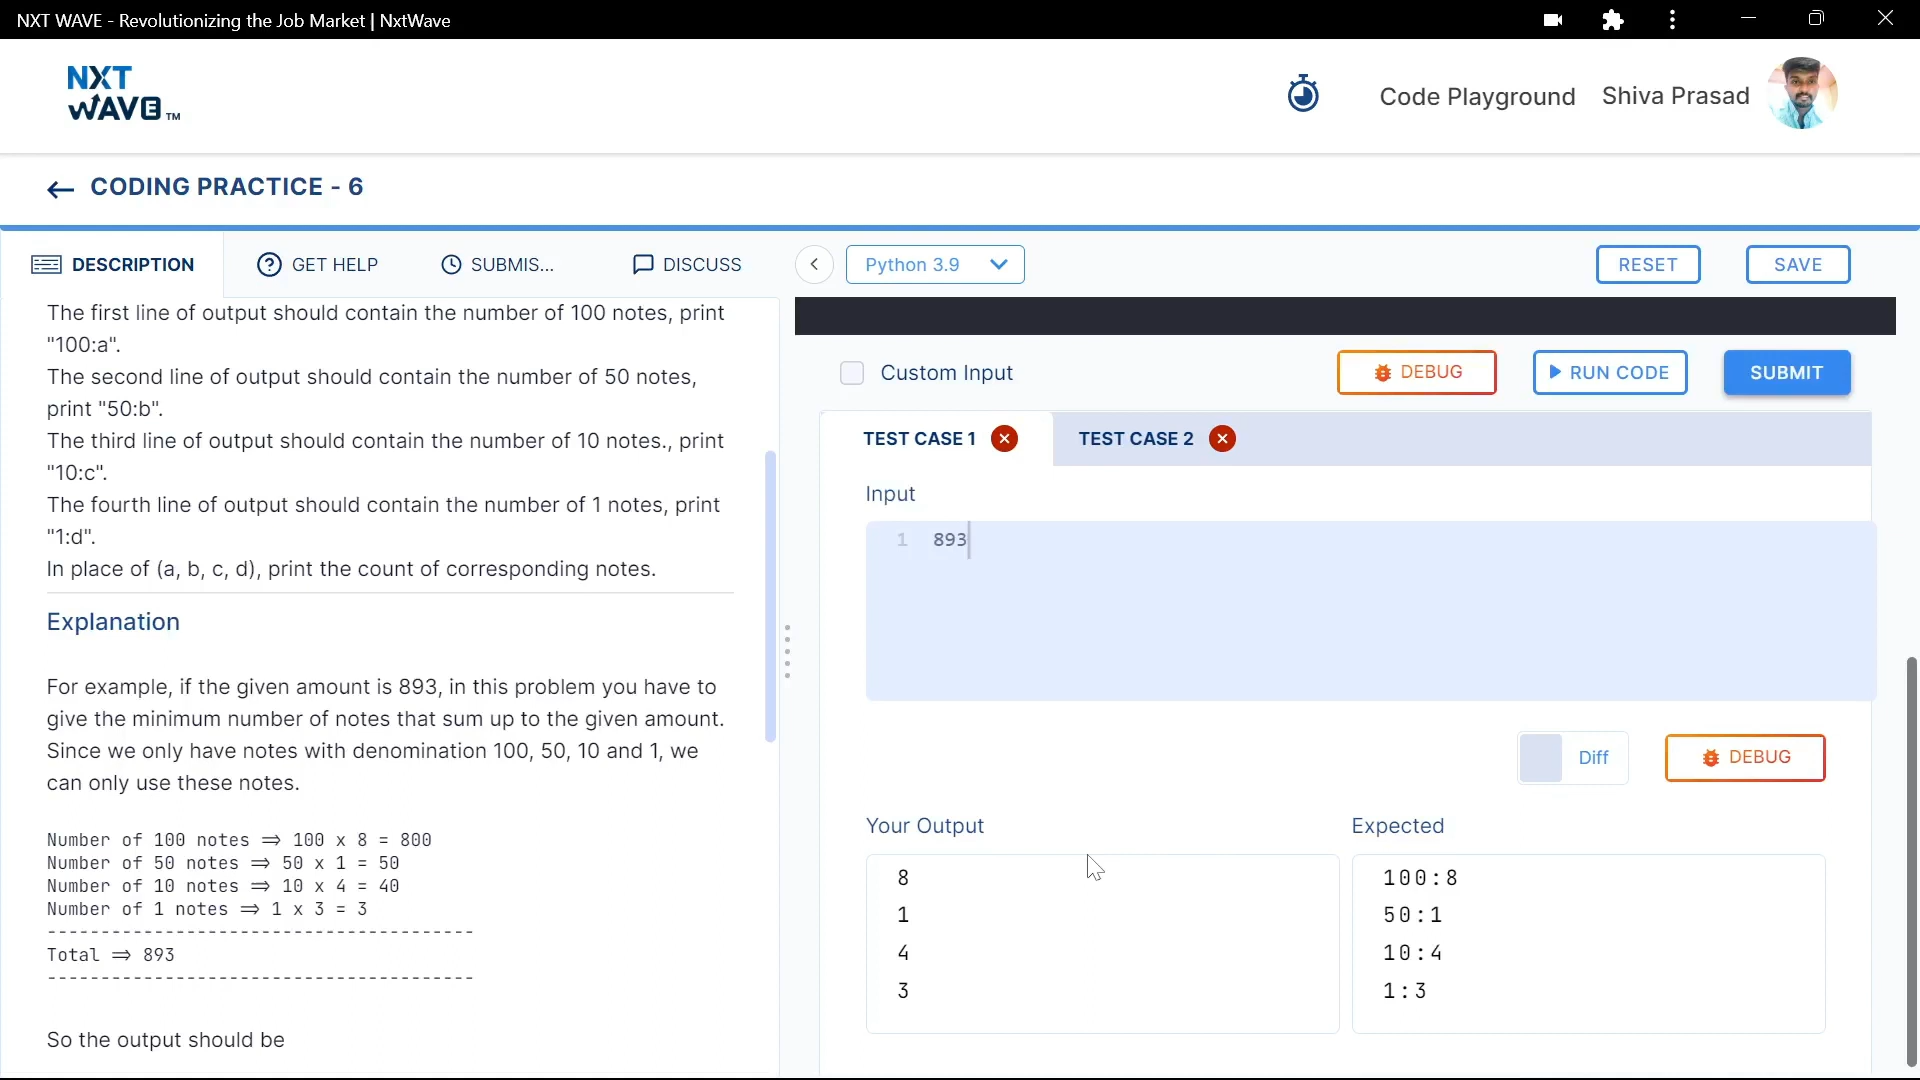 NXT WAVE - Revolutionizing the Job Market | NxtWave
NXT
WAVE TM
Code Playground
Shiva Prasad
CODING PRACTICE - 6
DESCRIPTION
GET HELP
SUBMIS...
DISCUSS
Python 3.9
RESET
SAVE
The first line of output should contain the number of 100 notes, print
"100:a".
The second line of output should contain the number of 50 notes,
print "50:b".
The third line of output should contain the number of 10 notes., print
"10:c".
The fourth line of output should contain the number of 1 notes, print
"1:d".
In place of (a, b, c, d), print the count of corresponding notes.
Explanation
For example, if the given amount is 893, in this problem you have to
give the minimum number of notes that sum up to the given amount.
Since we only have notes with denomination 100, 50, 10 and 1, we
can only use these notes.
Number of 100 notes ⇒ 100 x 8 = 800
Number of 50 notes ⇒ 50 x 1 = 50
Number of 10 notes ⇒ 10 x 4 = 40
Number of 1 notes ⇒ 1 x 3 = 3
----------------------------------------
Total ⇒ 893
----------------------------------------
So the output should be
Custom Input
DEBUG
RUN CODE
SUBMIT
TEST CASE 1
TEST CASE 2
Input
1 893
Diff
DEBUG
Your Output
8
1
4
3
Expected
100:8
50:1
10:4
1:3